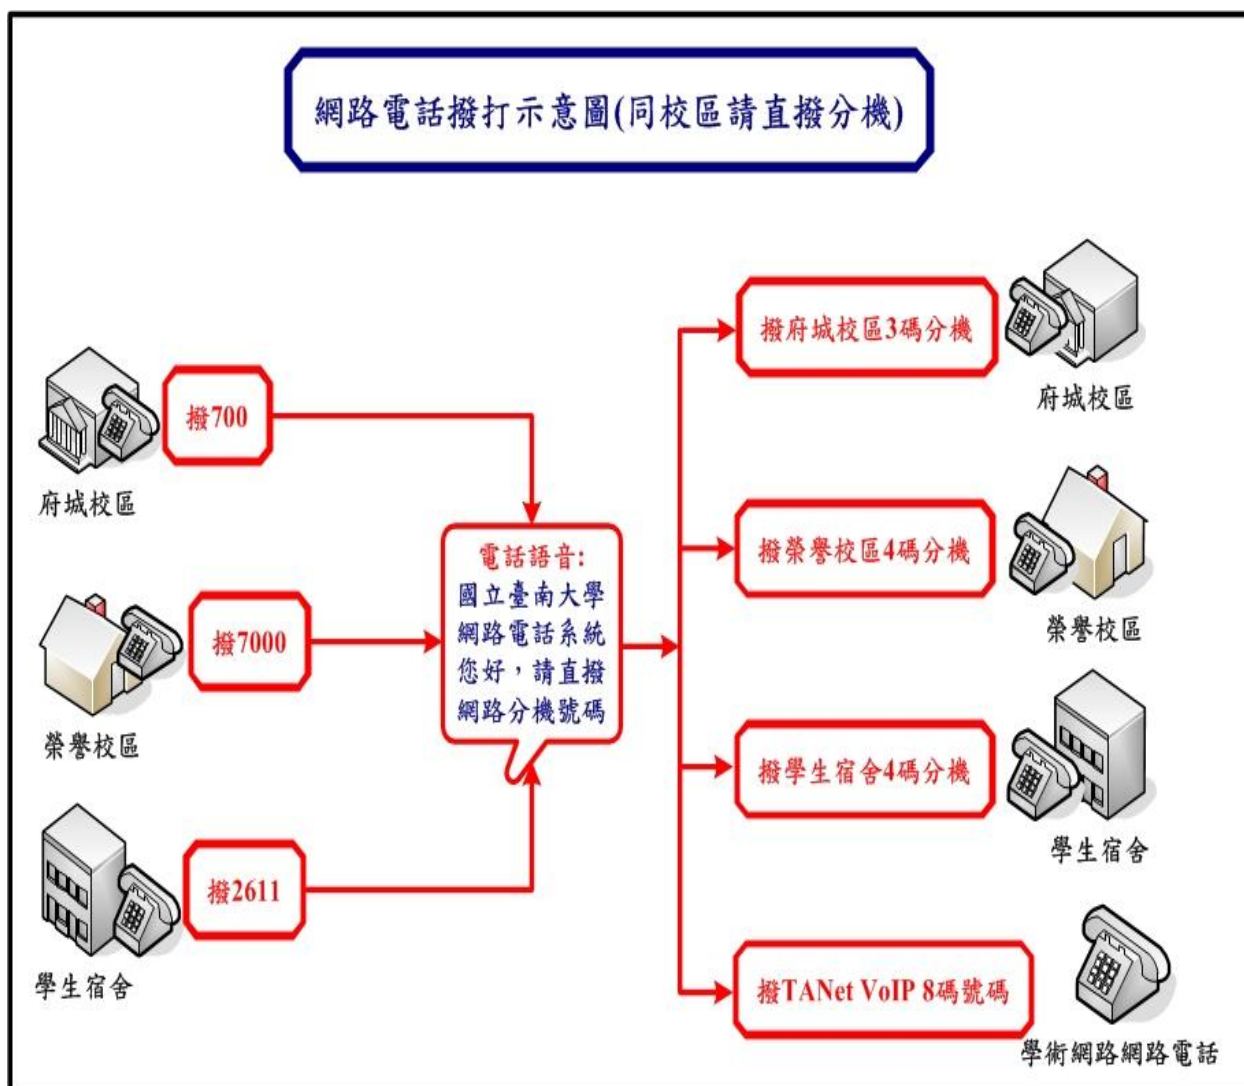 網路電話撥打示意圖(同校區請直撥分機)
撥700
府城校區
撥7000
榮譽校區
撥2611
學生宿舍
電話語音:
國立臺南大學
網路電話系統
您好，請直撥
網路分機號碼
撥府城校區3碼分機
府城校區
撥榮譽校區4碼分機
榮譽校區
撥學生宿舍4碼分機
學生宿舍
撥TANet VoIP 8碼號碼
學術網路網路電話